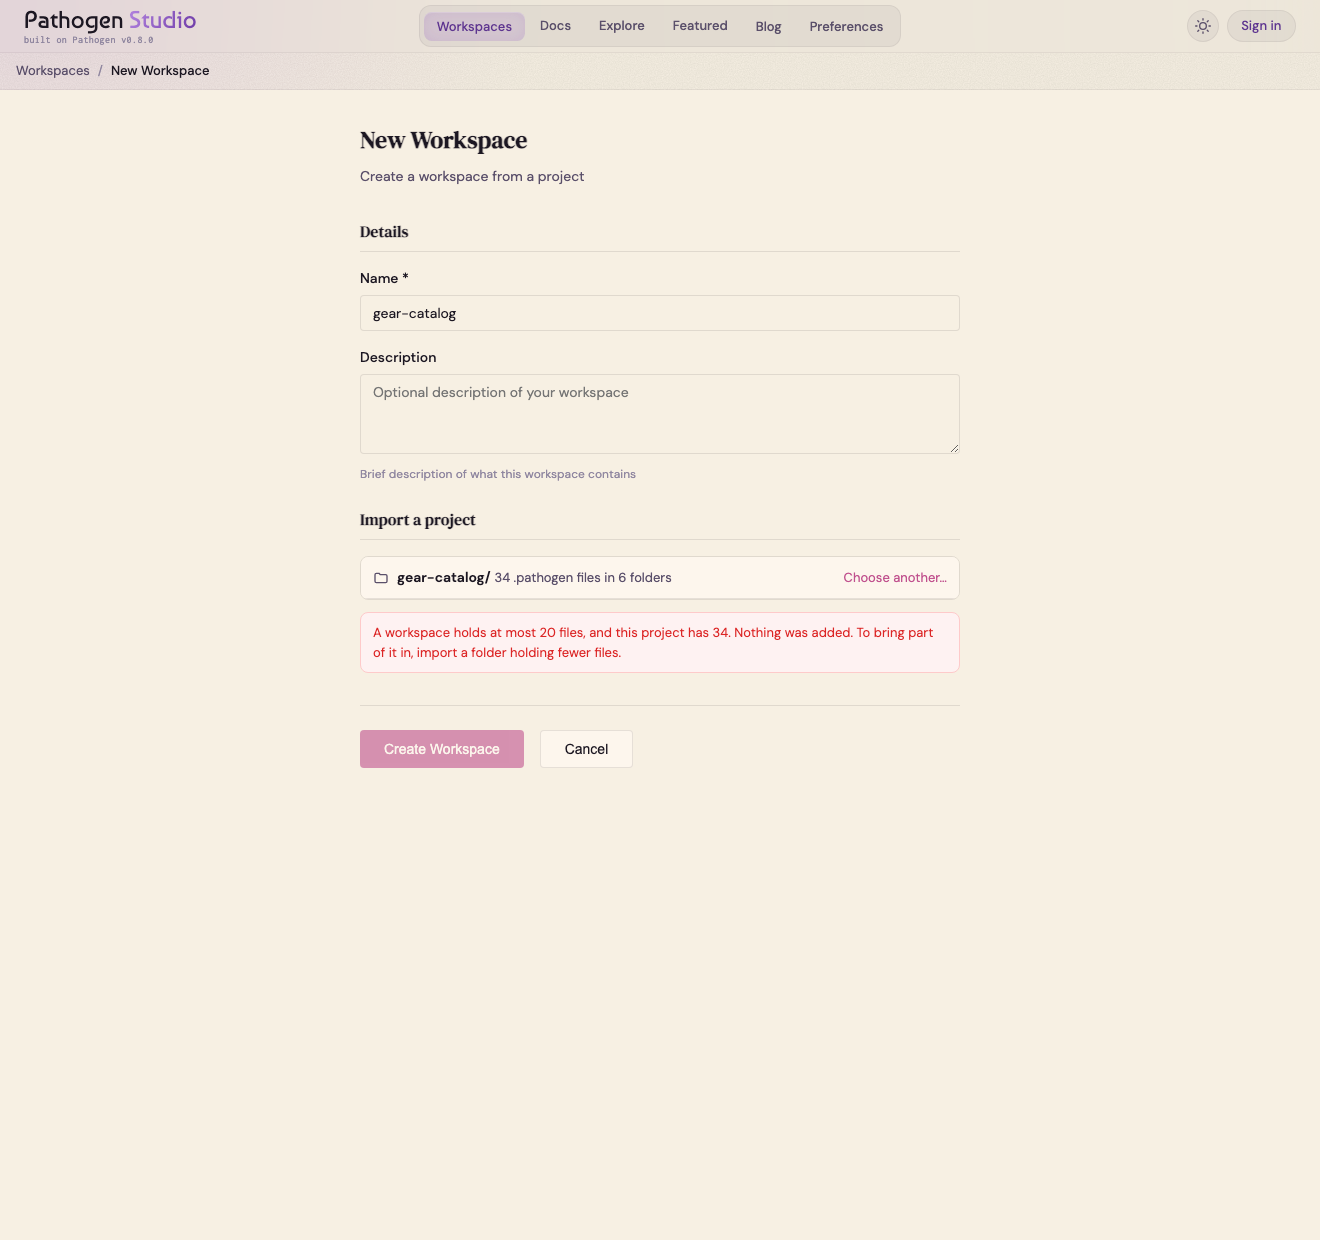 Pathogen Studio
built on Pathogen v0.8.0
Workspaces
Docs
Explore
Featured
Blog
Preferences
Sign in
Workspaces / New Workspace
New Workspace
Create a workspace from a project
Details
Name *
gear-catalog
Description
Optional description of your workspace
Brief description of what this workspace contains
Import a project
gear-catalog/ 34 .pathogen files in 6 folders
Choose another…
A workspace holds at most 20 files, and this project has 34. Nothing was added. To bring part
of it in, import a folder holding fewer files.
Create Workspace
Cancel